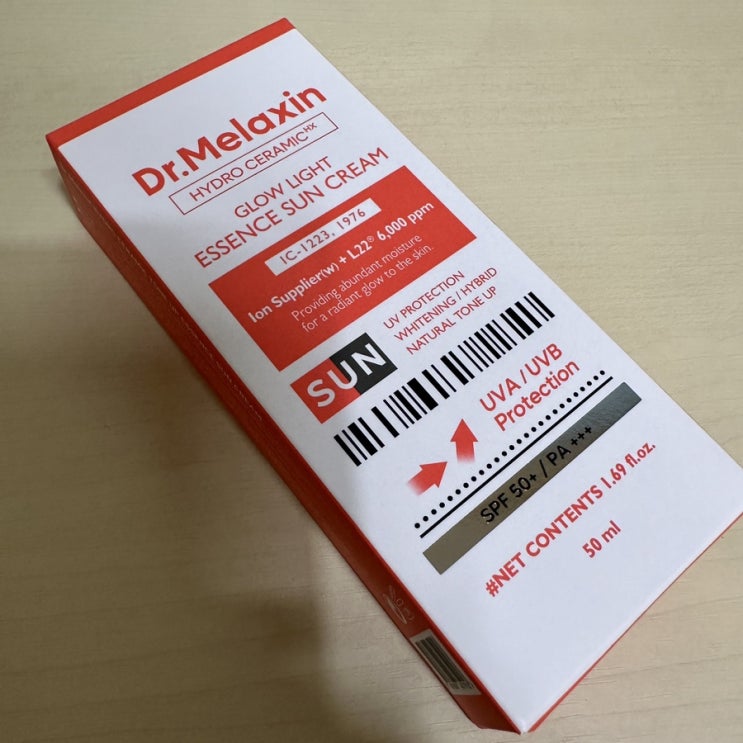 Dr.Melaxin
HYDRO CERAMIC HX
GLOW LIGHT
ESSENCE SUN CREAM
IC-1223, 1976
Ion Supplier(w) + L22® 6,000 ppm
Providing abundant moisture
for a radiant glow to the skin.
SUN
UV PROTECTION
WHITENING / HYBRID
NATURAL TONE UP
UVA / UVB
Protection
SPF 50+ / PA +++
#NET CONTENTS 1.69 fl.oz.
50 ml